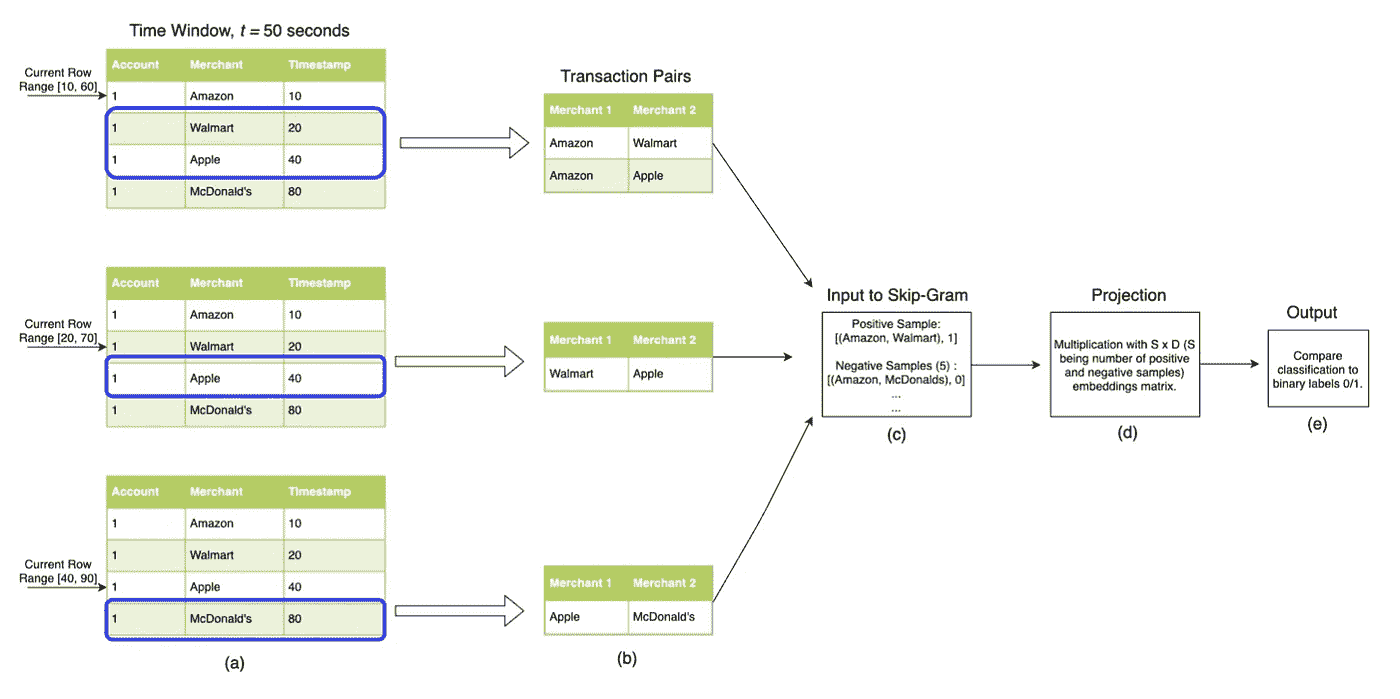 Time Window, t = 50 seconds
Current Row
Range [10, 60]
Account Merchant Timestamp
1 Amazon 10
1 Walmart 20
1 Apple 40
1 McDonald's 80
Transaction Pairs
Merchant 1 Merchant 2
Amazon Walmart
Amazon Apple
Current Row
Range [20, 70]
Account Merchant Timestamp
1 Amazon 10
1 Walmart 20
1 Apple 40
1 McDonald's 80
Merchant 1 Merchant 2
Walmart Apple
Current Row
Range [40, 90]
Account Merchant Timestamp
1 Amazon 10
1 Walmart 20
1 Apple 40
1 McDonald's 80
(a)
Merchant 1 Merchant 2
Apple McDonald's
(b)
Input to Skip-Gram
Positive Sample:
[(Amazon, Walmart), 1]
Negative Samples (5) :
[(Amazon, McDonalds), 0]
...
...
(c)
Projection
Multiplication with S x D (S
being number of positive
and negative samples)
embeddings matrix.
(d)
Output
Compare
classification to
binary labels 0/1.
(e)